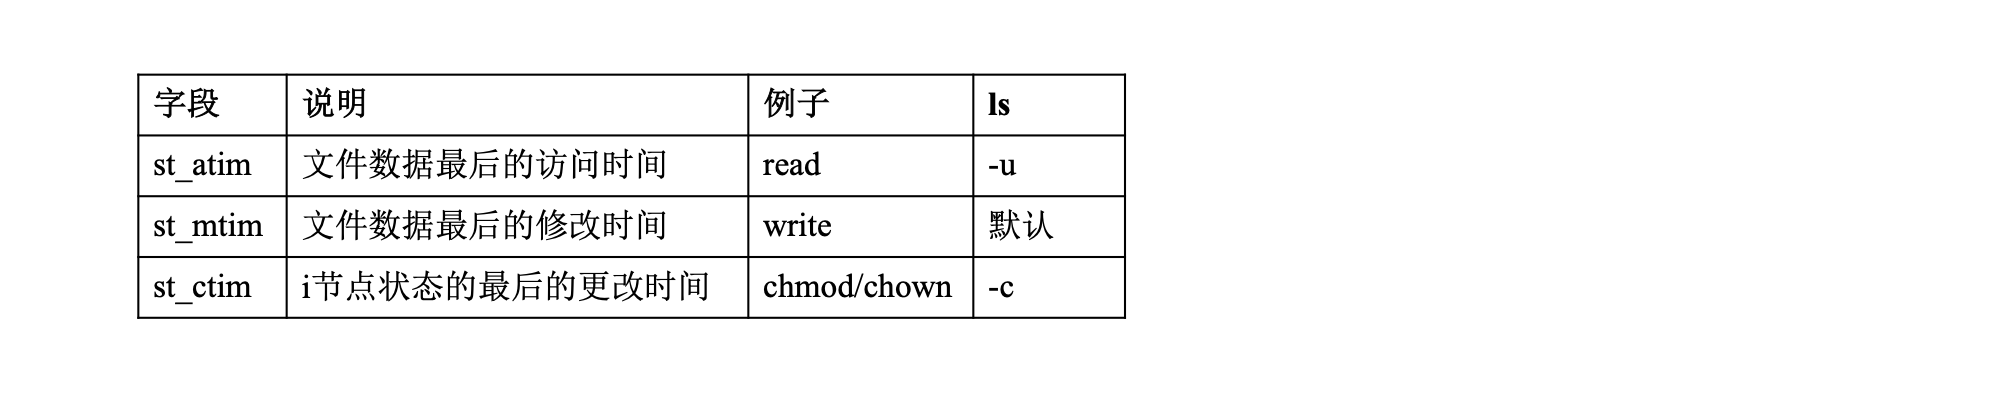 字段 说明 例子 ls
st_atim 文件数据最后的访问时间 read -u
st_mtim 文件数据最后的修改时间 write 默认
st_ctim i节点状态的最后的更改时间 chmod/chown -c